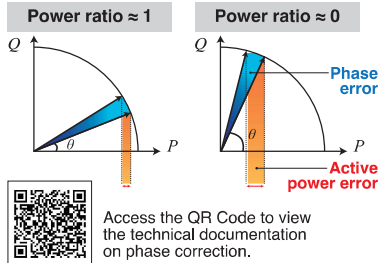 Power ratio ≈ 1
Power ratio ≈ 0
Q
θ
P
Q
θ
P
Phase
error
Active
power error
Access the QR Code to view
the technical documentation
on phase correction.